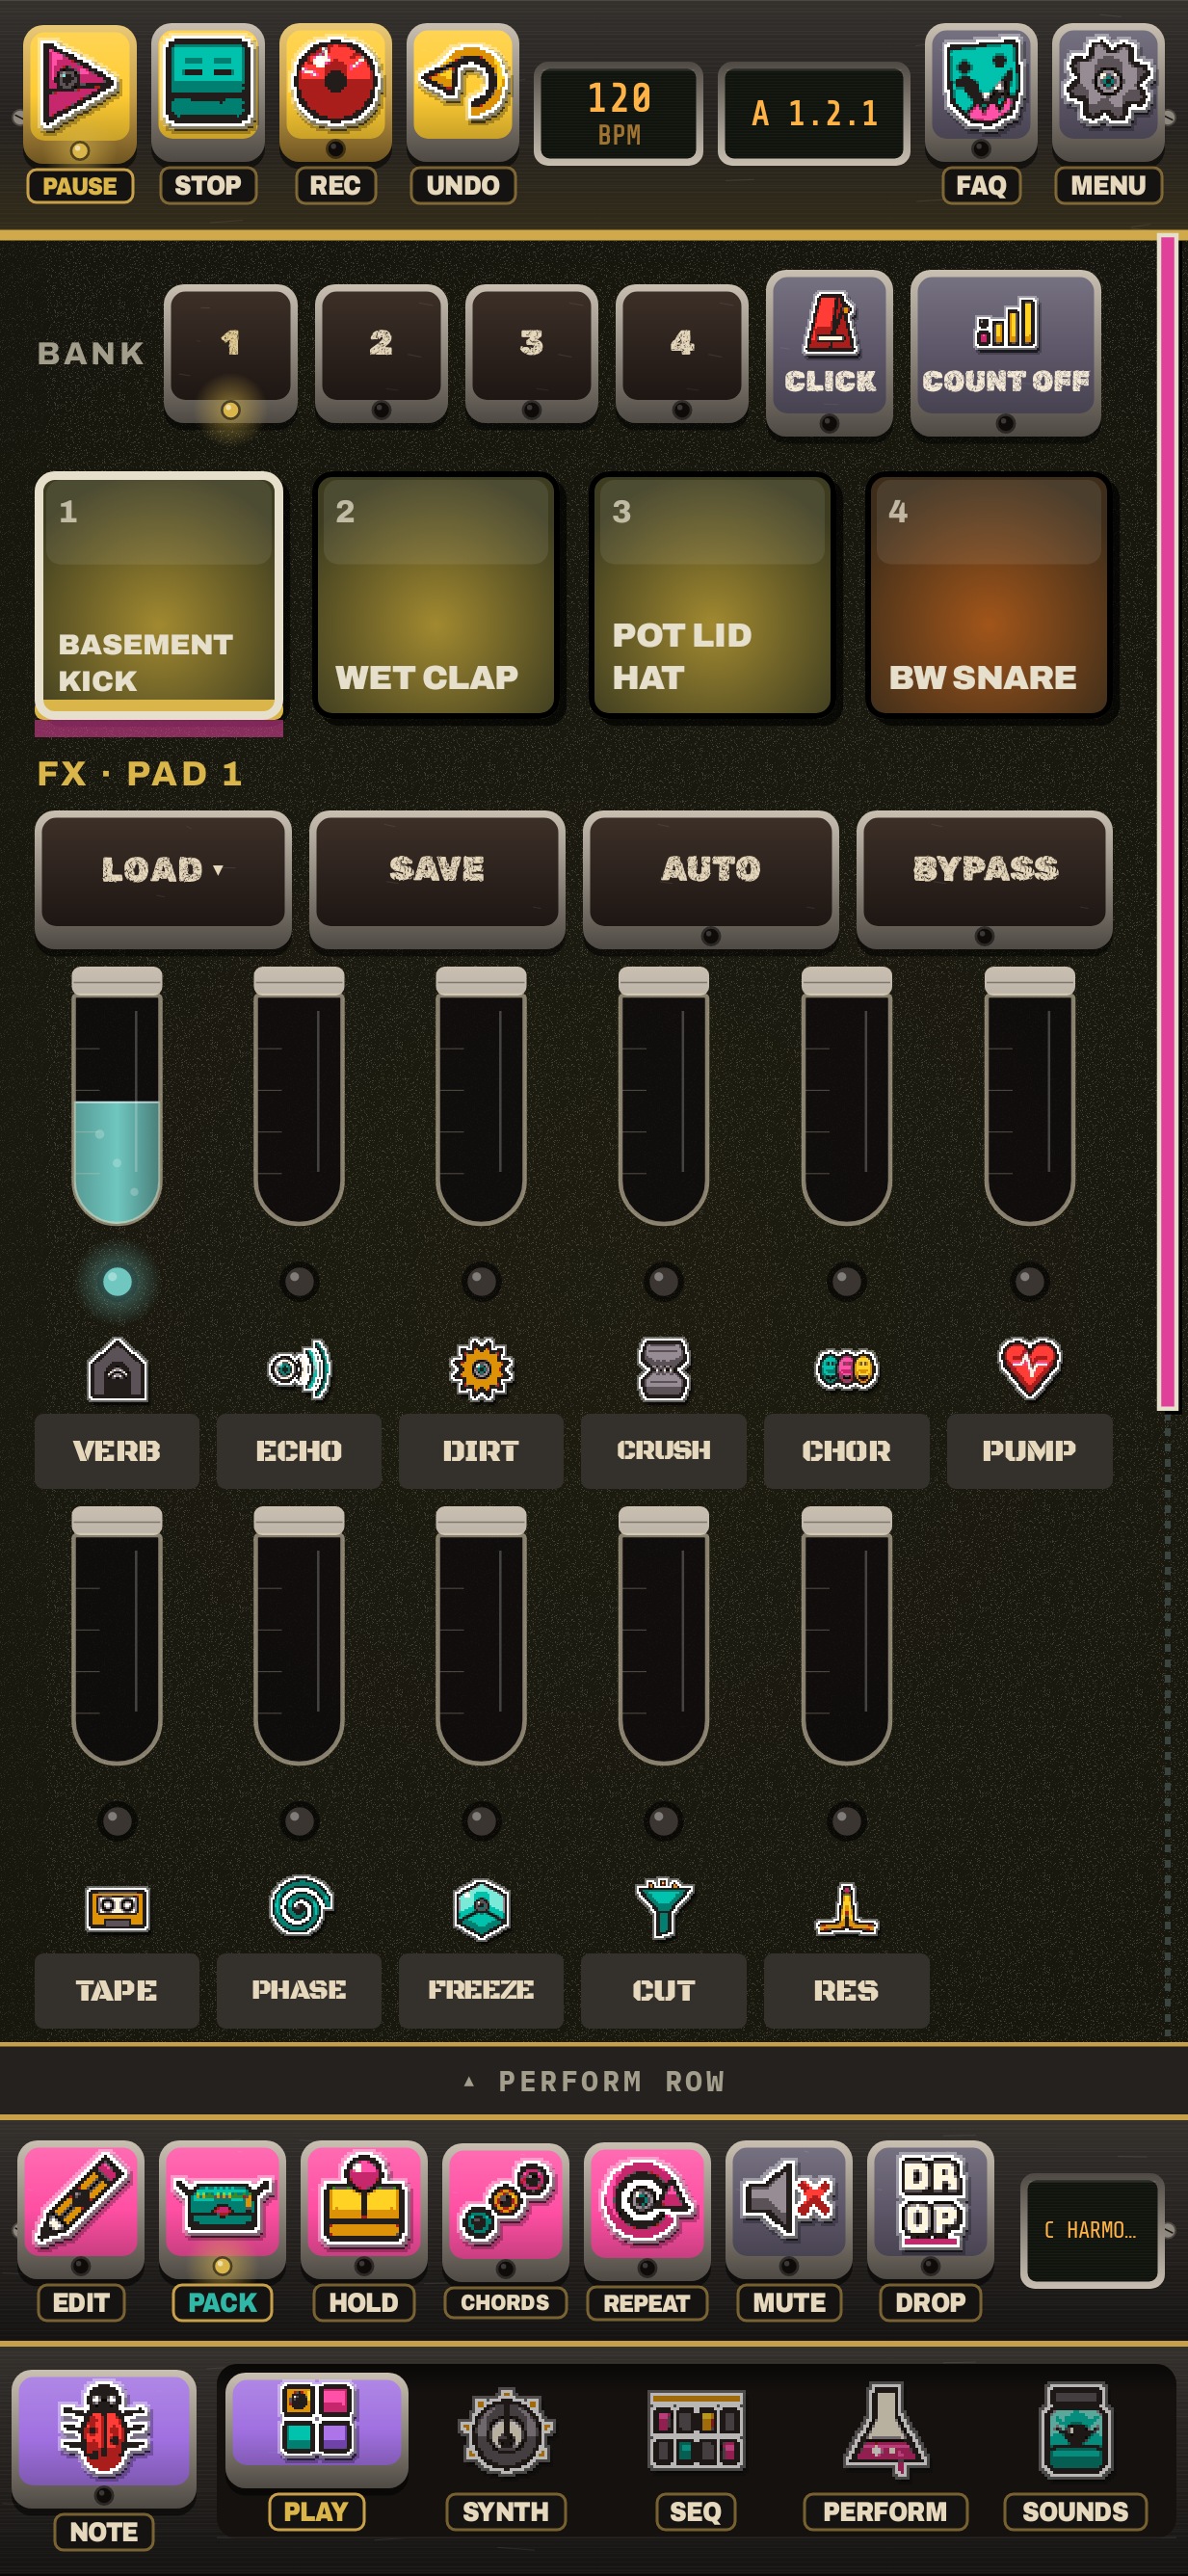 PAUSE STOP REC UNDO 120 BPM A 1.2.1 FAQ MENU
BANK 1 2 3 4 CLICK COUNT OFF
1 2 3 4
BASEMENT KICK
WET CLAP
POT LID HAT
BW SNARE
FX · PAD 1
LOAD ▾ SAVE AUTO BYPASS
VERB ECHO DIRT CRUSH CHOR PUMP
TAPE PHASE FREEZE CUT RES
▴ PERFORM ROW
DROP
C HARMO...
EDIT PACK HOLD CHORDS REPEAT MUTE DROP
NOTE PLAY SYNTH SEQ PERFORM SOUNDS